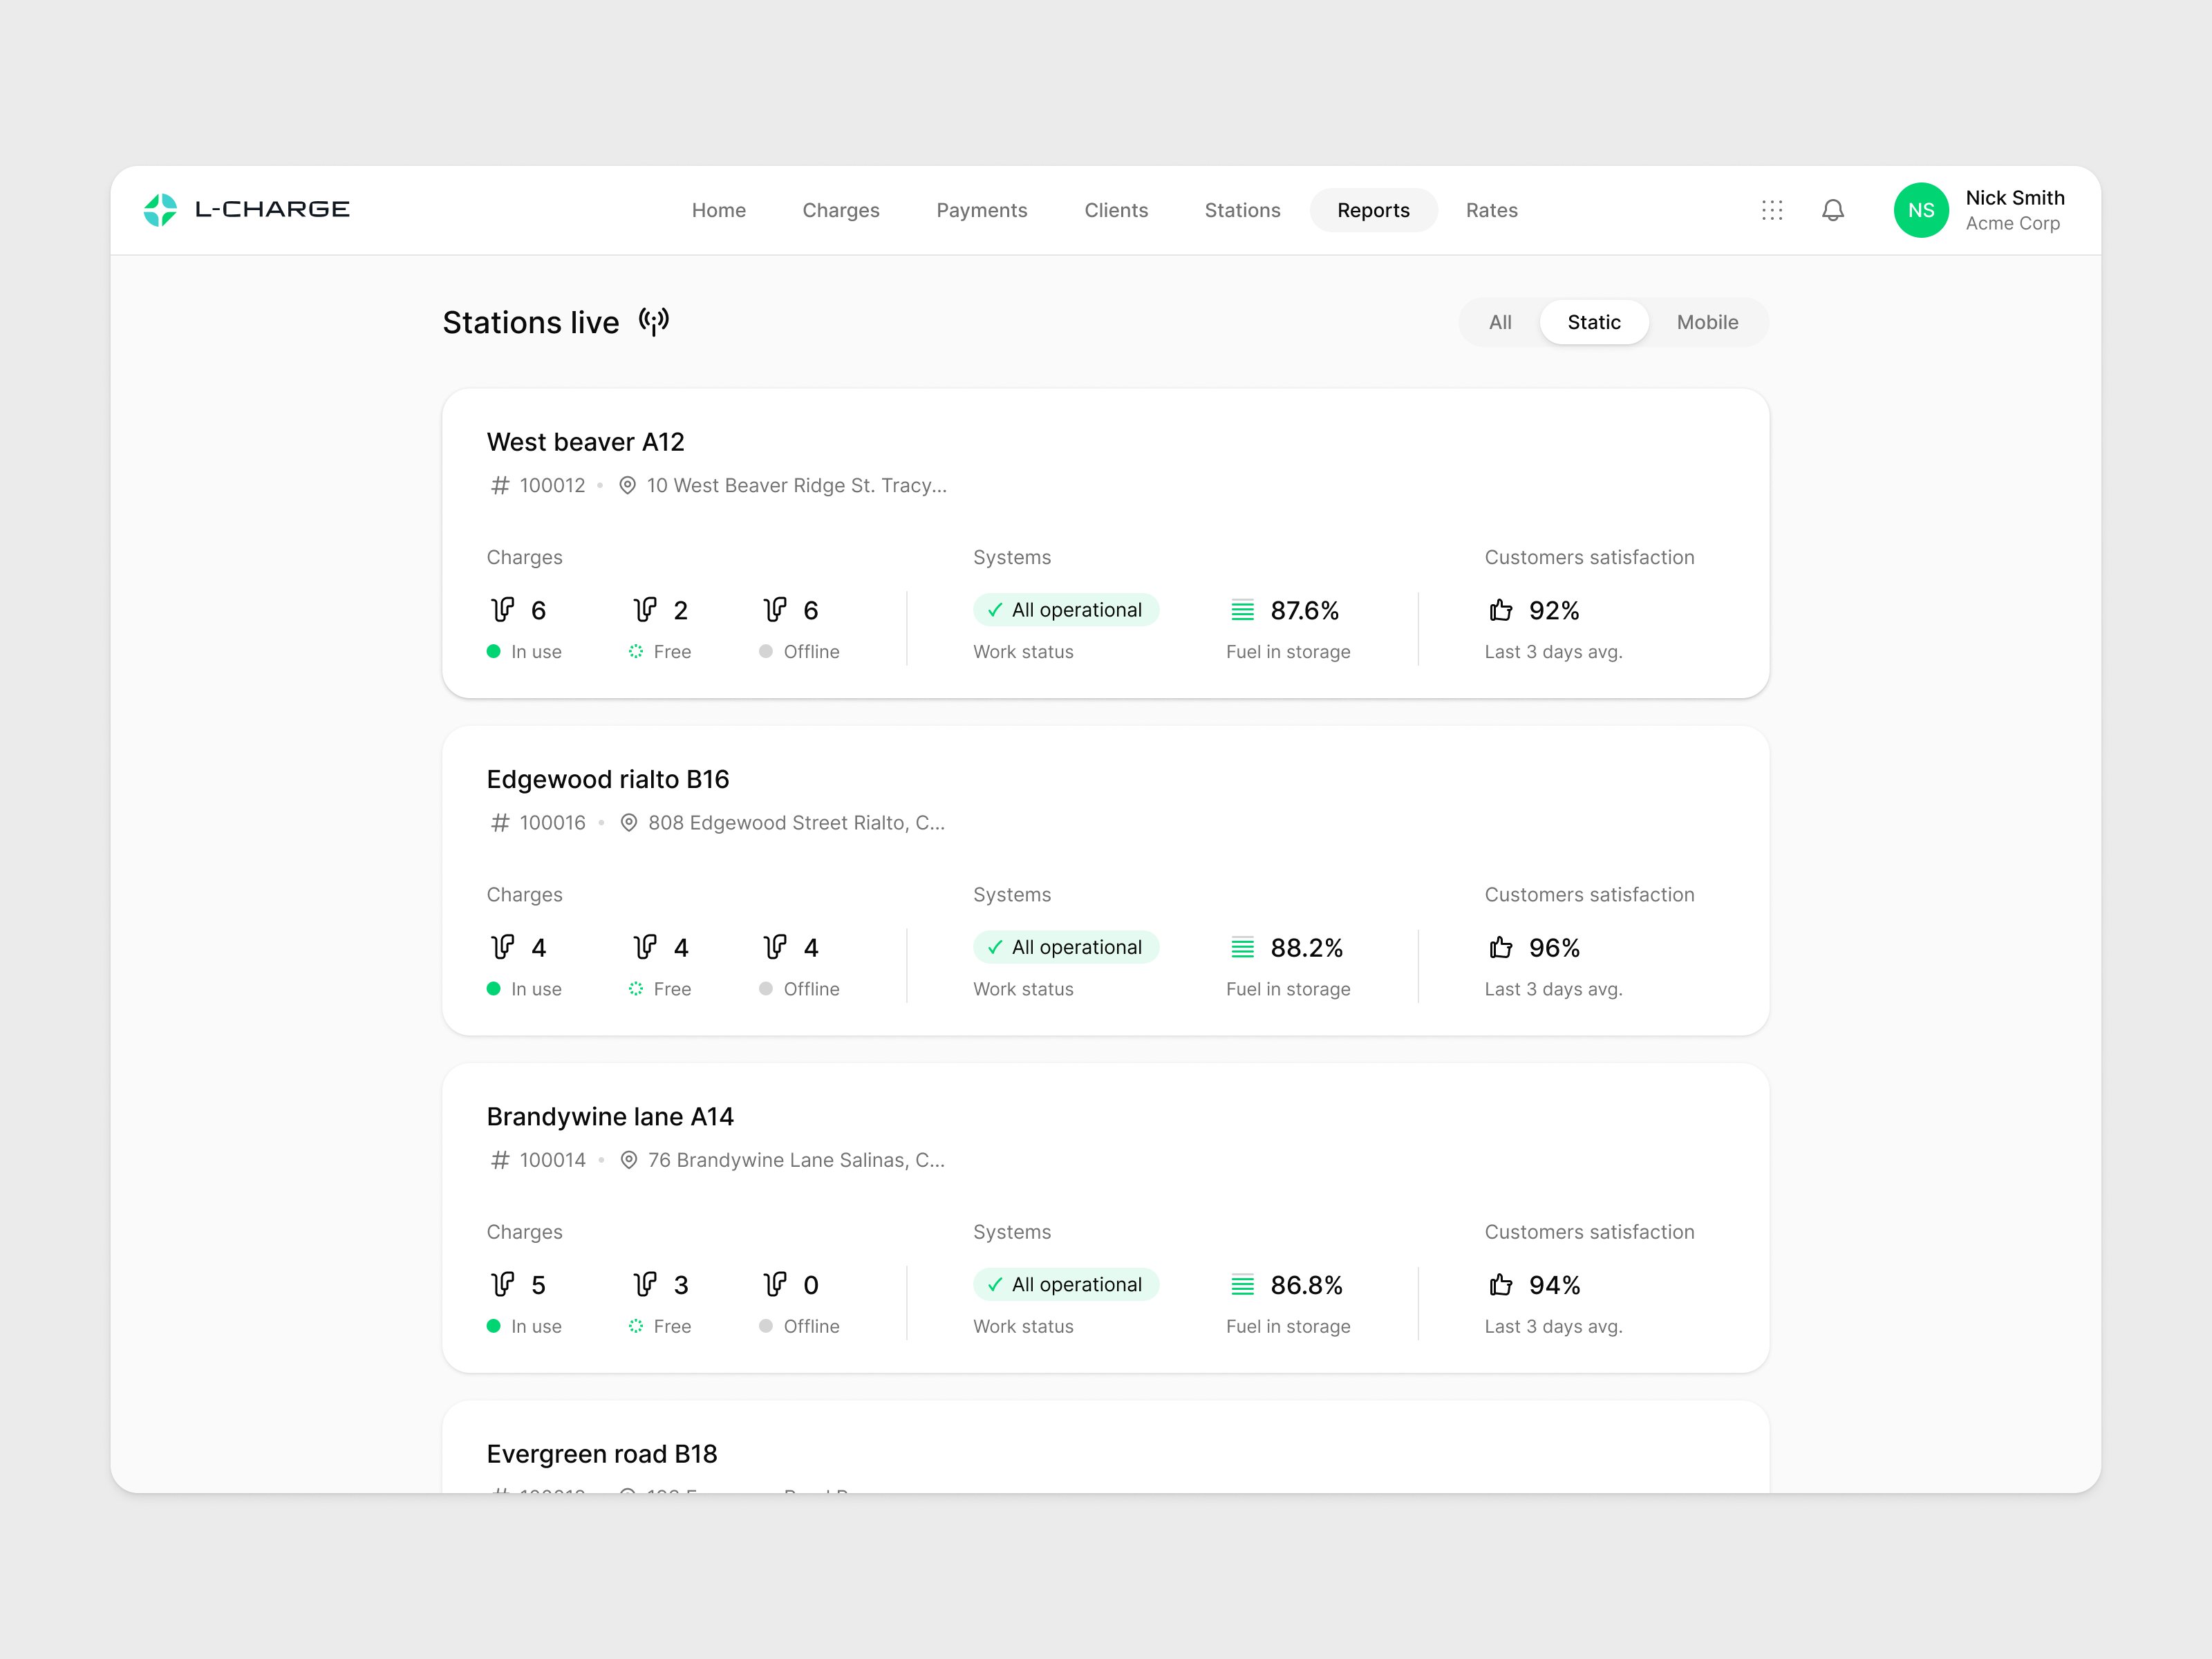 L-CHARGE
Home Charges Payments Clients Stations Reports Rates
NS
Nick Smith
Acme Corp
Stations live
All Static Mobile
West beaver A12
# 100012 • 10 West Beaver Ridge St. Tracy...
Charges Systems Customers satisfaction
6 2 6 All operational 87.6% 92%
In use Free Offline Work status Fuel in storage Last 3 days avg.
Edgewood rialto B16
# 100016 • 808 Edgewood Street Rialto, C...
Charges Systems Customers satisfaction
4 4 4 All operational 88.2% 96%
In use Free Offline Work status Fuel in storage Last 3 days avg.
Brandywine lane A14
# 100014 • 76 Brandywine Lane Salinas, C...
Charges Systems Customers satisfaction
5 3 0 All operational 86.8% 94%
In use Free Offline Work status Fuel in storage Last 3 days avg.
Evergreen road B18